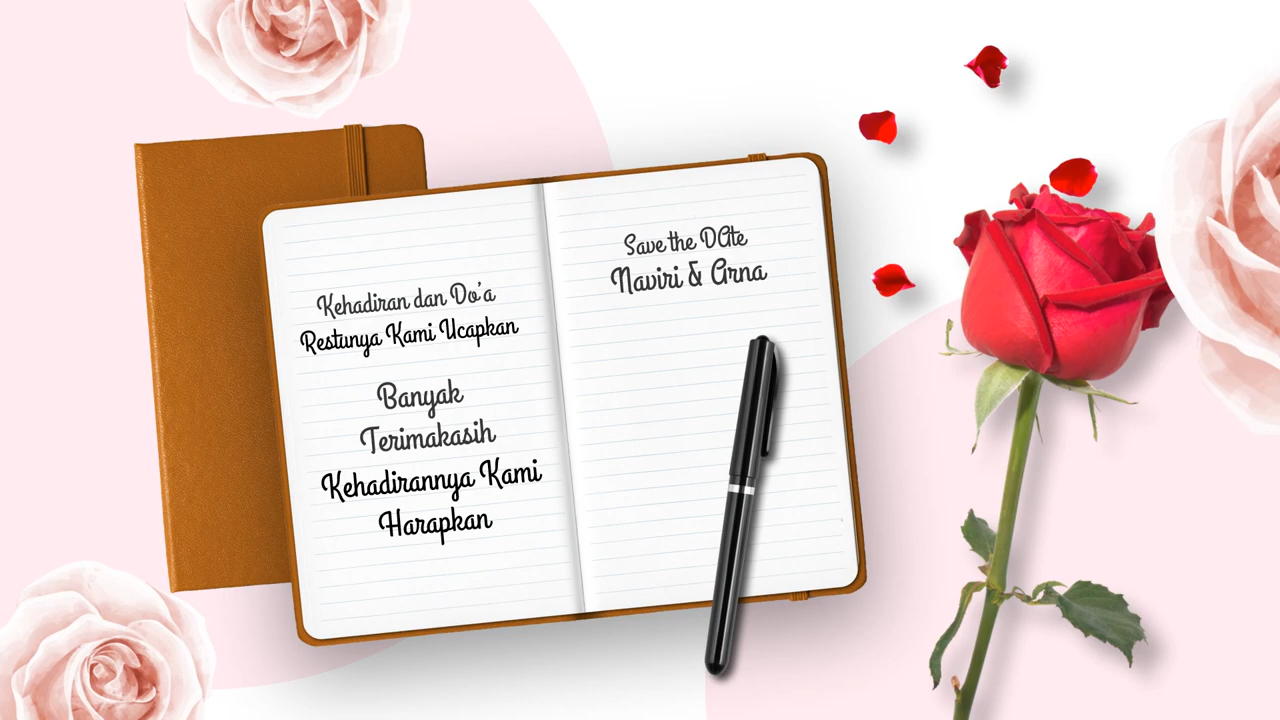 Kehadiran dan Do'a
Restunya Kami Ucapkan
Banyak
Terimakasih
Kehadirannya Kami
Harapkan
Save the DAte
Naviri & Arna